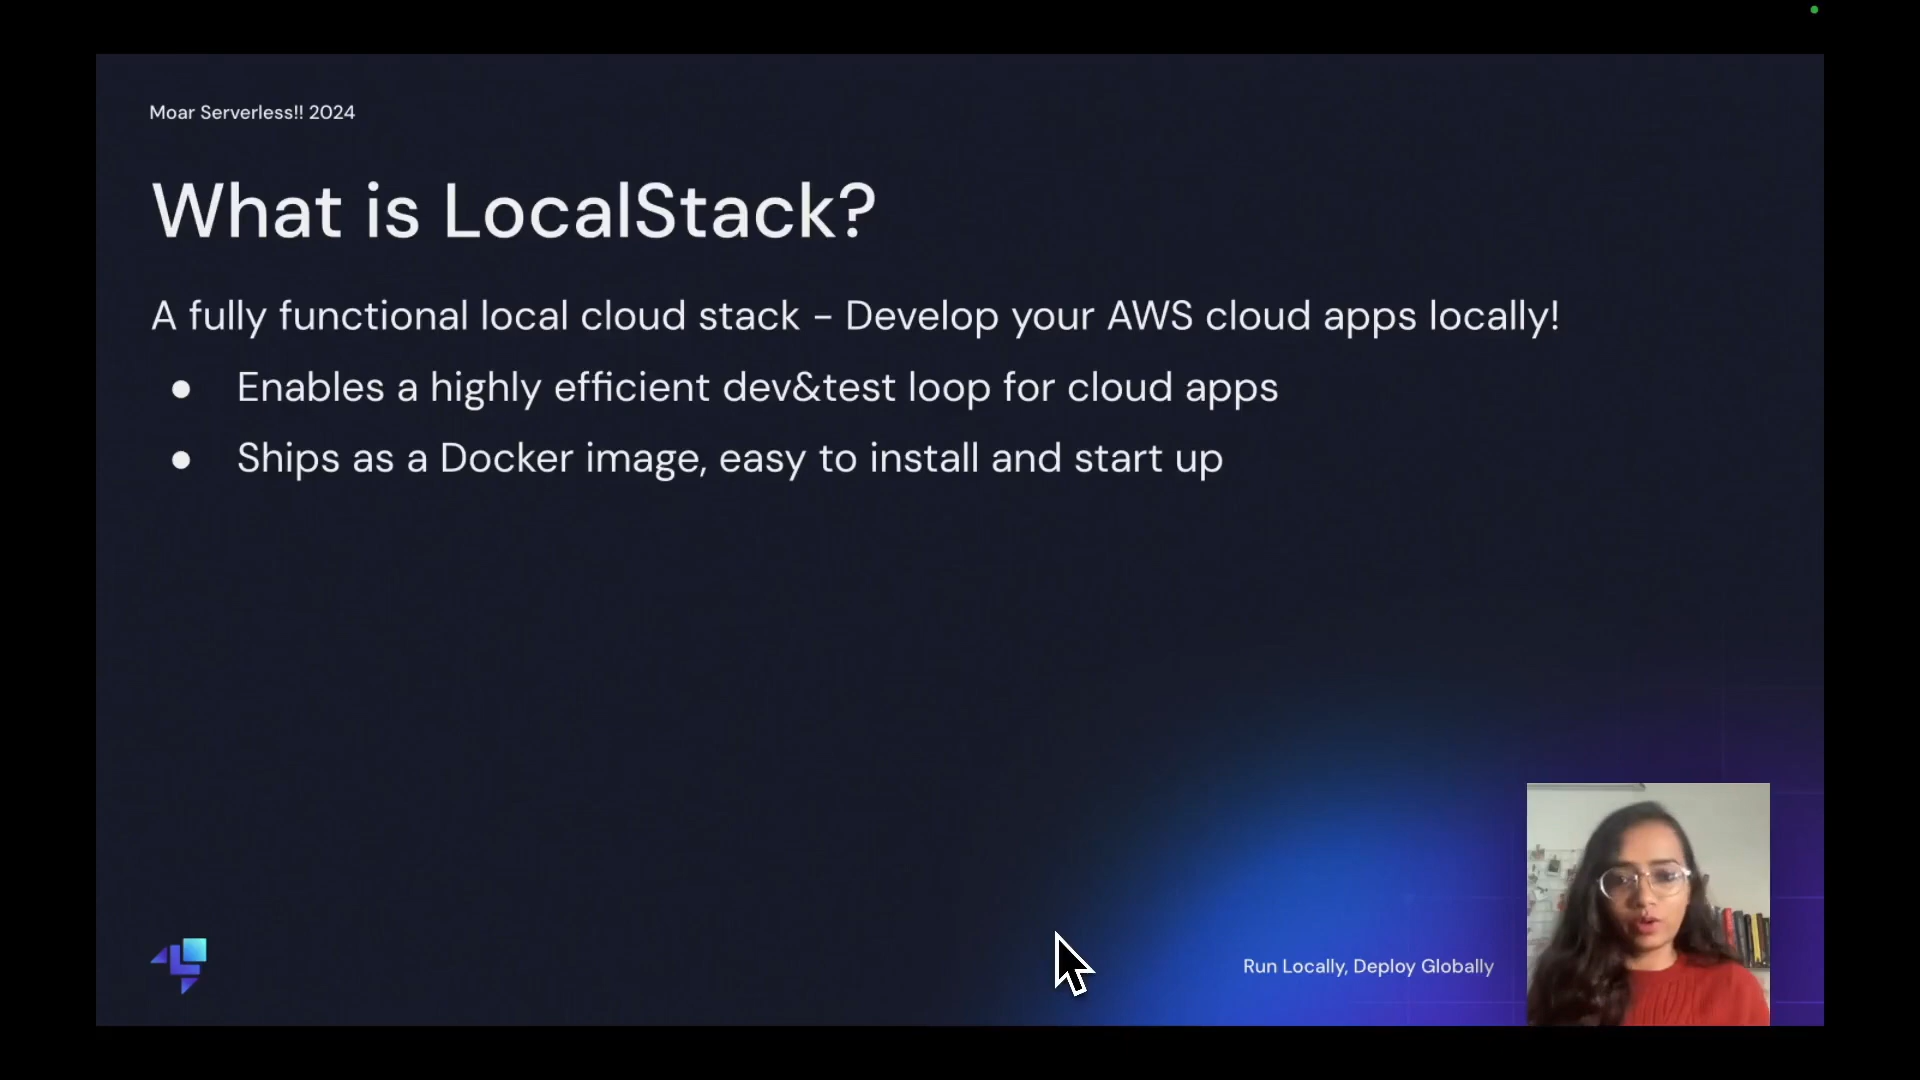 Moar Serverless!! 2024
What is LocalStack?
A fully functional local cloud stack – Develop your AWS cloud apps locally!
● Enables a highly efficient dev&test loop for cloud apps
● Ships as a Docker image, easy to install and start up
Run Locally, Deploy Globally